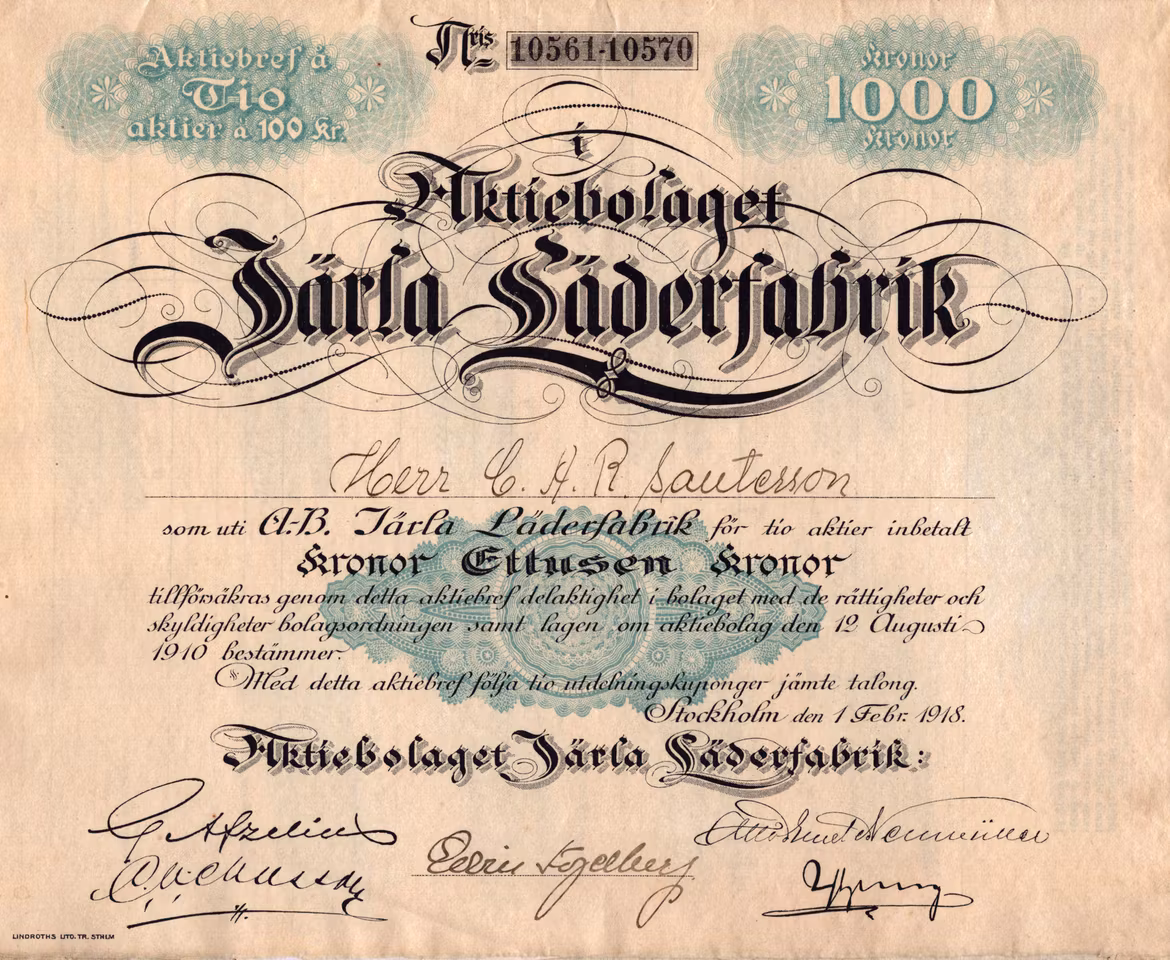 Aktiebref å
Tio
aktier á 100 Kr.
Nris 10561-10570
Kronor
1000
Kronor
i
Aktiebolaget
Järla Läderfabrik
Herr C. A. R. Sauterson
som uti A.-B. Järla Läderfabrik för tio aktier inbetalt
Kronor Ettusen Kronor
tillförsäkras genom detta aktiebref delaktighet i bolaget med de rättigheter och
skyldigheter bolagsordningen samt lagen om aktiebolag den 12 Augusti
1910 bestämmer.
Med detta aktiebref följa tio utdelningskuponger jämte talong.
Stockholm den 1 Febr. 1918.
Aktiebolaget Järla Läderfabrik:
G Afzelius
LINDROTHS LITO. TR. STHLM